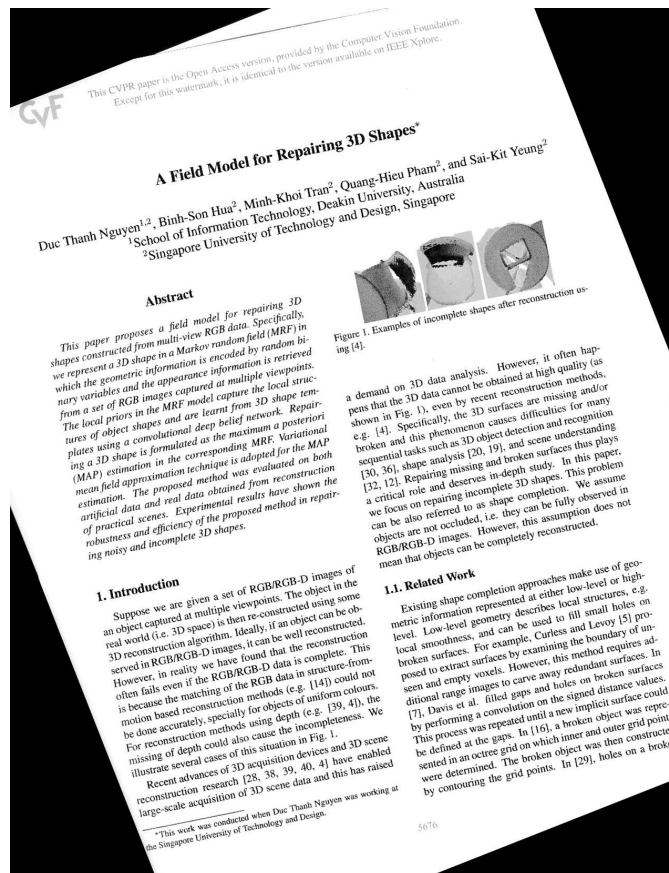 CVF
This CVPR paper is the Open Access version, provided by the Computer Vision Foundation.
Except for this watermark, it is identical to the version available on IEEE Xplore.
A Field Model for Repairing 3D Shapes*
Duc Thanh Nguyen1,2, Binh-Son Hua2, Minh-Khoi Tran2, Quang-Hieu Pham2, and Sai-Kit Yeung2
1School of Information Technology, Deakin University, Australia
2Singapore University of Technology and Design, Singapore
Abstract
This paper proposes a field model for repairing 3D
shapes constructed from multi-view RGB data. Specifically,
we represent a 3D shape in a Markov random field (MRF) in
which the geometric information is encoded by random bi-
nary variables and the appearance information is retrieved
from a set of RGB images captured at multiple viewpoints.
The local priors in the MRF model capture the local struc-
tures of object shapes and are learnt from 3D shape tem-
plates using a convolutional deep belief network. Repair-
ing a 3D shape is formulated as the maximum a posteriori
(MAP) estimation in the corresponding MRF. Variational
mean field approximation technique is adopted for the MAP
estimation. The proposed method was evaluated on both
artificial data and real data obtained from reconstruction
of practical scenes. Experimental results have shown the
robustness and efficiency of the proposed method in repair-
ing noisy and incomplete 3D shapes.
1. Introduction
Suppose we are given a set of RGB/RGB-D images of
an object captured at multiple viewpoints. The object in the
real world (i.e. 3D space) is then re-constructed using some
3D reconstruction algorithm. Ideally, if an object can be ob-
served in RGB/RGB-D images, it can be well reconstructed.
However, in reality we have found that the reconstruction
often fails even if the RGB/RGB-D data is complete. This
is because the matching of the RGB data in structure-from-
motion based reconstruction methods (e.g. [14]) could not
be done accurately, specially for objects of uniform colours.
For reconstruction methods using depth (e.g. [39, 4]), the
missing of depth could also cause the incompleteness. We
illustrate several cases of this situation in Fig. 1.
Recent advances of 3D acquisition devices and 3D scene
reconstruction research [28, 38, 39, 40, 4] have enabled
large-scale acquisition of 3D scene data and this has raised
*This work was conducted when Duc Thanh Nguyen was working at
the Singapore University of Technology and Design.
Figure 1. Examples of incomplete shapes after reconstruction us-
ing [4].
a demand on 3D data analysis. However, it often hap-
pens that the 3D data cannot be obtained at high quality (as
shown in Fig. 1), even by recent reconstruction methods,
e.g. [4]. Specifically, the 3D surfaces are missing and/or
broken and this phenomenon causes difficulties for many
sequential tasks such as 3D object detection and recognition
[30, 36], shape analysis [20, 19], and scene understanding
[32, 12]. Repairing missing and broken surfaces thus plays
a critical role and deserves in-depth study. In this paper,
we focus on repairing incomplete 3D shapes. This problem
can be also referred to as shape completion. We assume
objects are not occluded, i.e. they can be fully observed in
RGB/RGB-D images. However, this assumption does not
mean that objects can be completely reconstructed.
1.1. Related Work
Existing shape completion approaches make use of geo-
metric information represented at either low-level or high-
level. Low-level geometry describes local structures, e.g.
local smoothness, and can be used to fill small holes on
broken surfaces. For example, Curless and Levoy [5] pro-
posed to extract surfaces by examining the boundary of un-
seen and empty voxels. However, this method requires ad-
ditional range images to carve away redundant surfaces. In
[7], Davis et al. filled gaps and holes on broken surfaces
by performing a convolution on the signed distance values.
This process was repeated until a new implicit surface could
be defined at the gaps. In [16], a broken object was repre-
sented in an octree grid on which inner and outer grid point
were determined. The broken object was then constructe
by contouring the grid points. In [29], holes on a broke
5676